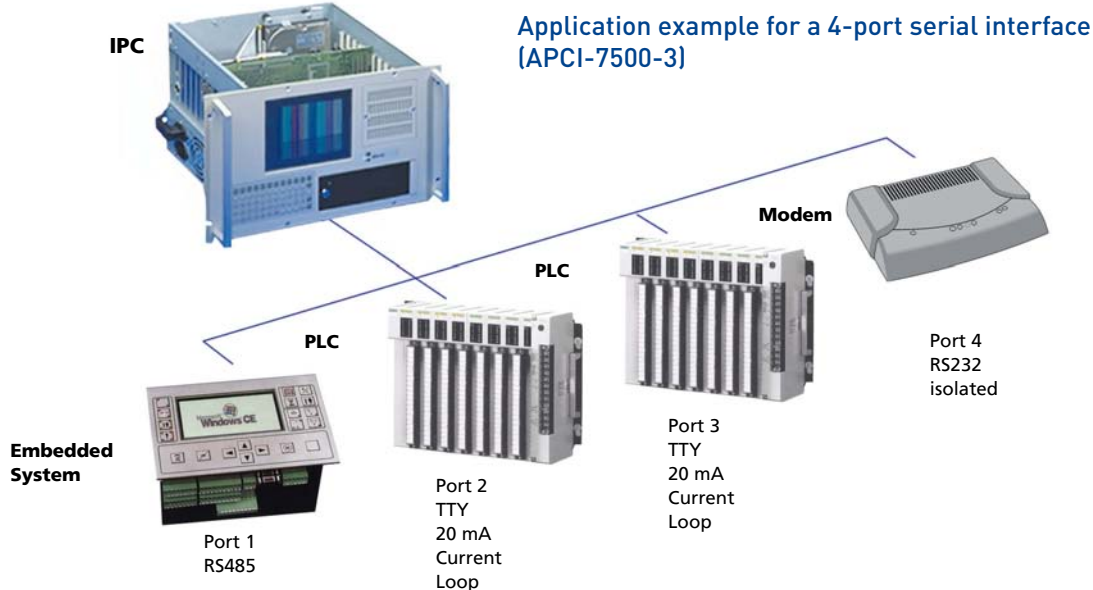 Application example for a 4-port serial interface
(APCI-7500-3)
IPC
Modem
PLC
PLC
Port 4
RS232
isolated
Windows CE
Embedded
System
Port 3
TTY
20 mA
Current
Loop
Port 2
TTY
20 mA
Current
Loop
Port 1
RS485